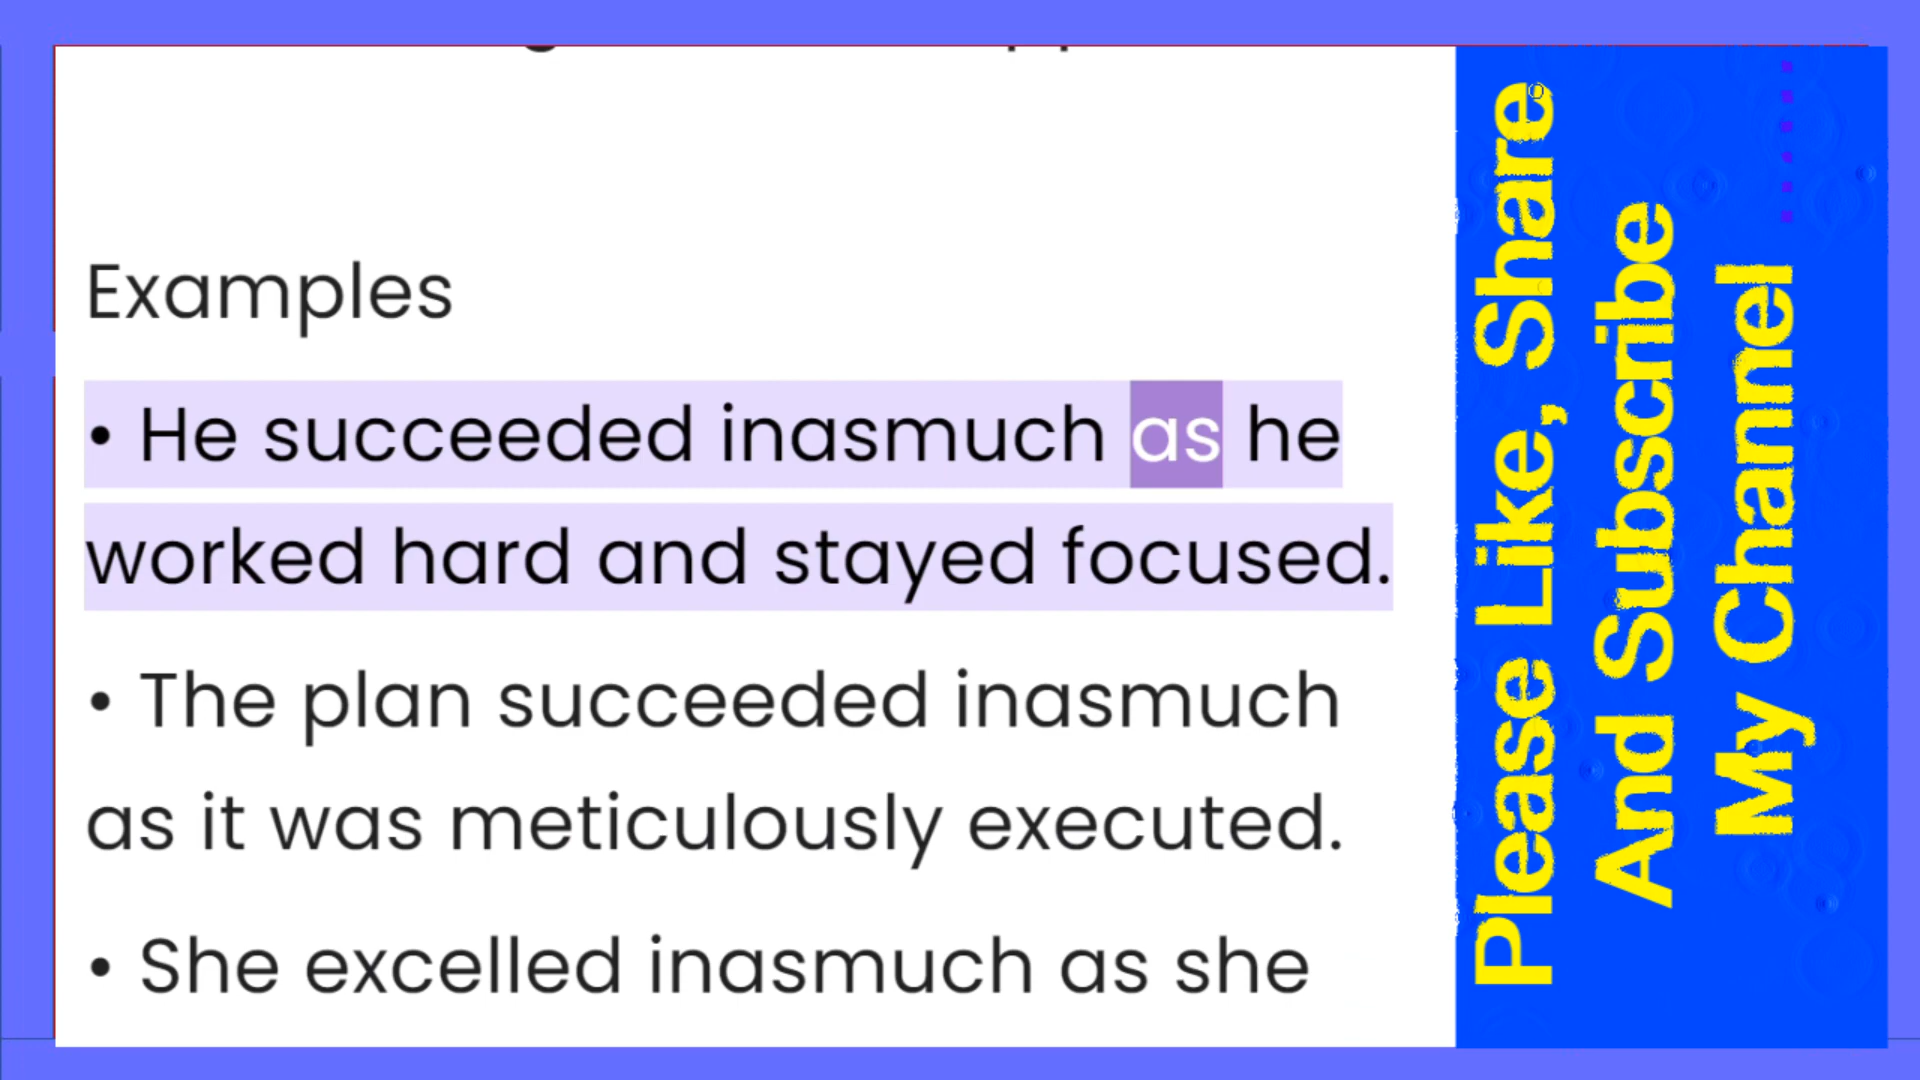 Examples
• He succeeded inasmuch as he
worked hard and stayed focused.
• The plan succeeded inasmuch
as it was meticulously executed.
• She excelled inasmuch as she
Please Like, Share
And Subscribe
My Channel